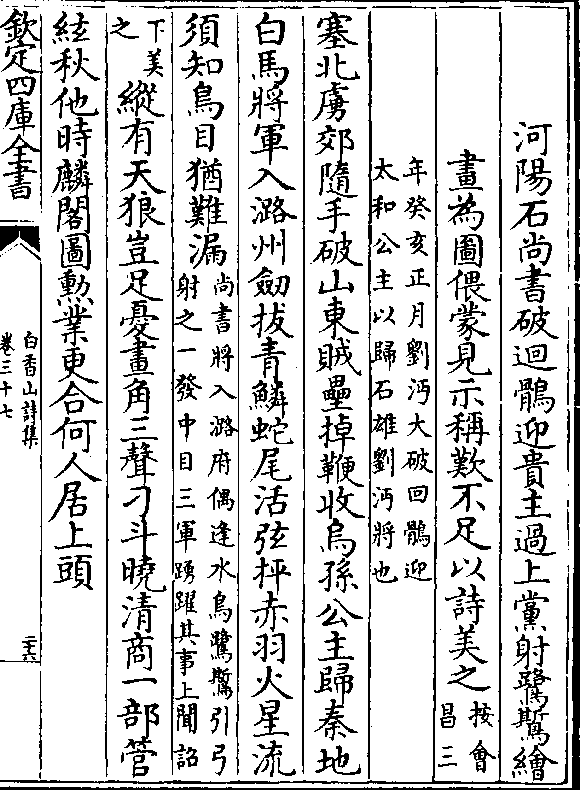 河陽石尚書破迴鶻迎貴主過上黨射鷺鷥繪
畫為圖偎蒙見示稱歎不足以詩美之
按會
昌三
年癸亥正月劉沔大破回鶻迎
太和公主以歸石雄劉沔將也
塞北虜郊隨手破山東賊壘掉鞭收烏孫公主歸秦地
白馬將軍入潞州劒拔青鱗蛇尾活弦抨赤羽火星流
須知鳥目猶難漏
尚書將入潞府偶逢水鳥鷺鷥引弓
射之一發中目三軍踴躍其事上聞詔
下美
之
縱有天狼豈足憂畫角三聲刁斗曉清商一部管
絃秋他時麟閣圖勲業更合何人居上頭
欽定四庫全書
白香山詩集
卷三十七
二六